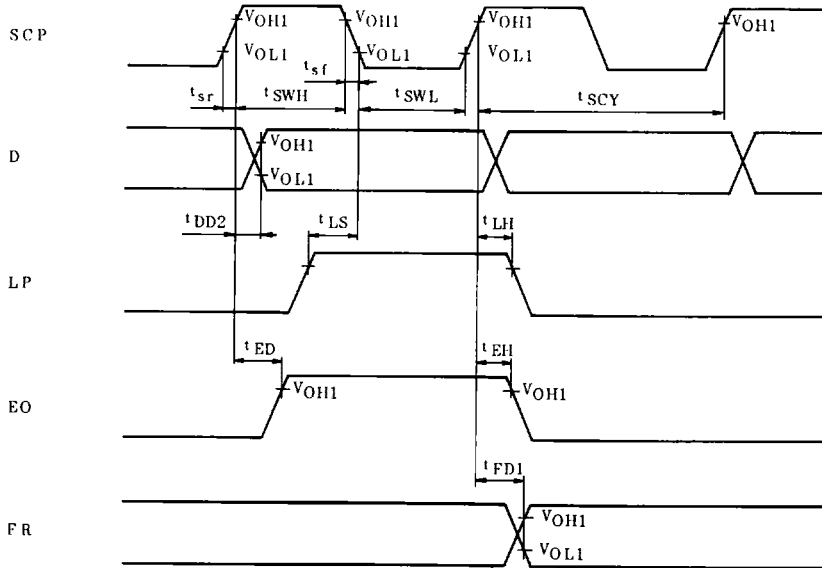 SCP
VOH1 VOH1 VOH1 VOH1
VOL1 VOL1 VOL1
tsr tSWH tsf tSWL tSCY
D
VOH1
VOL1
tDD2 tLS tLH
LP
tED tEH
EO
VOH1 VOH1
tFD1
FR
VOH1
VOL1